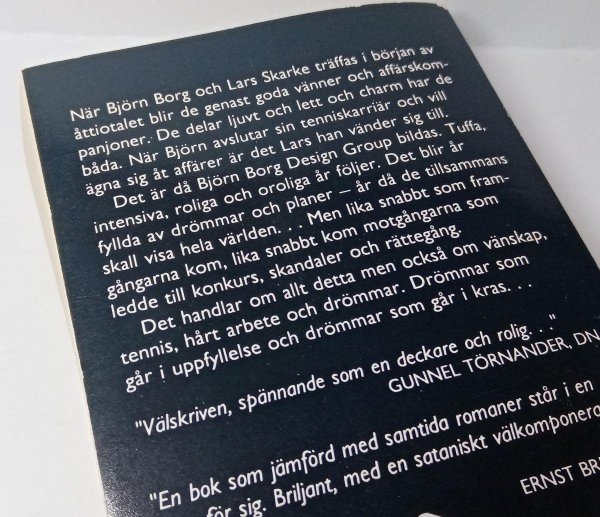 När Björn Borg och Lars Skarke träffas i början av
åttiotalet blir de genast goda vänner och affärskom-
panjoner. De delar ljuvt och lett och charm har de
båda. När Björn avslutar sin tenniskarriär och vill
ägna sig åt affärer är det Lars han vänder sig till.
Det är då Björn Borg Design Group bildas. Tuffa,
intensiva, roliga och oroliga år följer. Det blir år
fyllda av drömmar och planer – år då de tillsammans
skall visa hela världen. . . Men lika snabbt som fram-
gångarna kom, lika snabbt kom motgångarna som
ledde till konkurs, skandaler och rättegång.
Det handlar om allt detta men också om vänskap,
tennis, hårt arbete och drömmar. Drömmar som
går i uppfyllelse och drömmar som går i kras. . .
"Välskriven, spännande som en deckare och rolig. . ."
GUNNEL TÖRNANDER, DN
"En bok som jämförd med samtida romaner står i en
för sig. Briljant, med en sataniskt välkomponera
ERNST BR